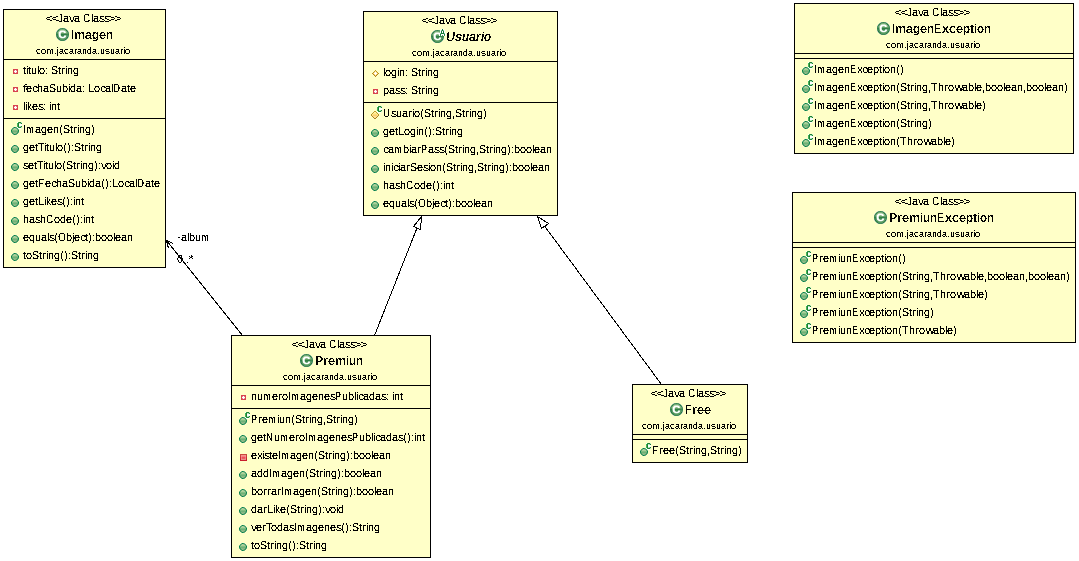 <<Java Class>>
Imagen
com.jacaranda.usuario
titulo: String
fechaSubida: LocalDate
likes: int
Imagen(String)
getTitulo():String
setTitulo(String):void
getFechaSubida():LocalDate
getLikes():int
hashCode():int
equals(Object):boolean
toString():String
-album
0..*
<<Java Class>>
Usuario
com.jacaranda.usuario
login: String
pass: String
Usuario(String,String)
getLogin():String
cambiarPass(String,String):boolean
iniciarSesion(String,String):boolean
hashCode():int
equals(Object):boolean
<<Java Class>>
ImagenException
com.jacaranda.usuario
ImagenException()
ImagenException(String,Throwable,boolean,boolean)
ImagenException(String,Throwable)
ImagenException(String)
ImagenException(Throwable)
<<Java Class>>
PremiunException
com.jacaranda.usuario
PremiunException()
PremiunException(String,Throwable,boolean,boolean)
PremiunException(String,Throwable)
PremiunException(String)
PremiunException(Throwable)
<<Java Class>>
Premiun
com.jacaranda.usuario
numeroImagenesPublicadas: int
Premiun(String,String)
getNumeroImagenesPublicadas():int
existeImagen(String):boolean
addImagen(String):boolean
borrarImagen(String):boolean
darLike(String):void
verTodasImagenes():String
toString():String
<<Java Class>>
Free
com.jacaranda.usuario
Free(String,String)